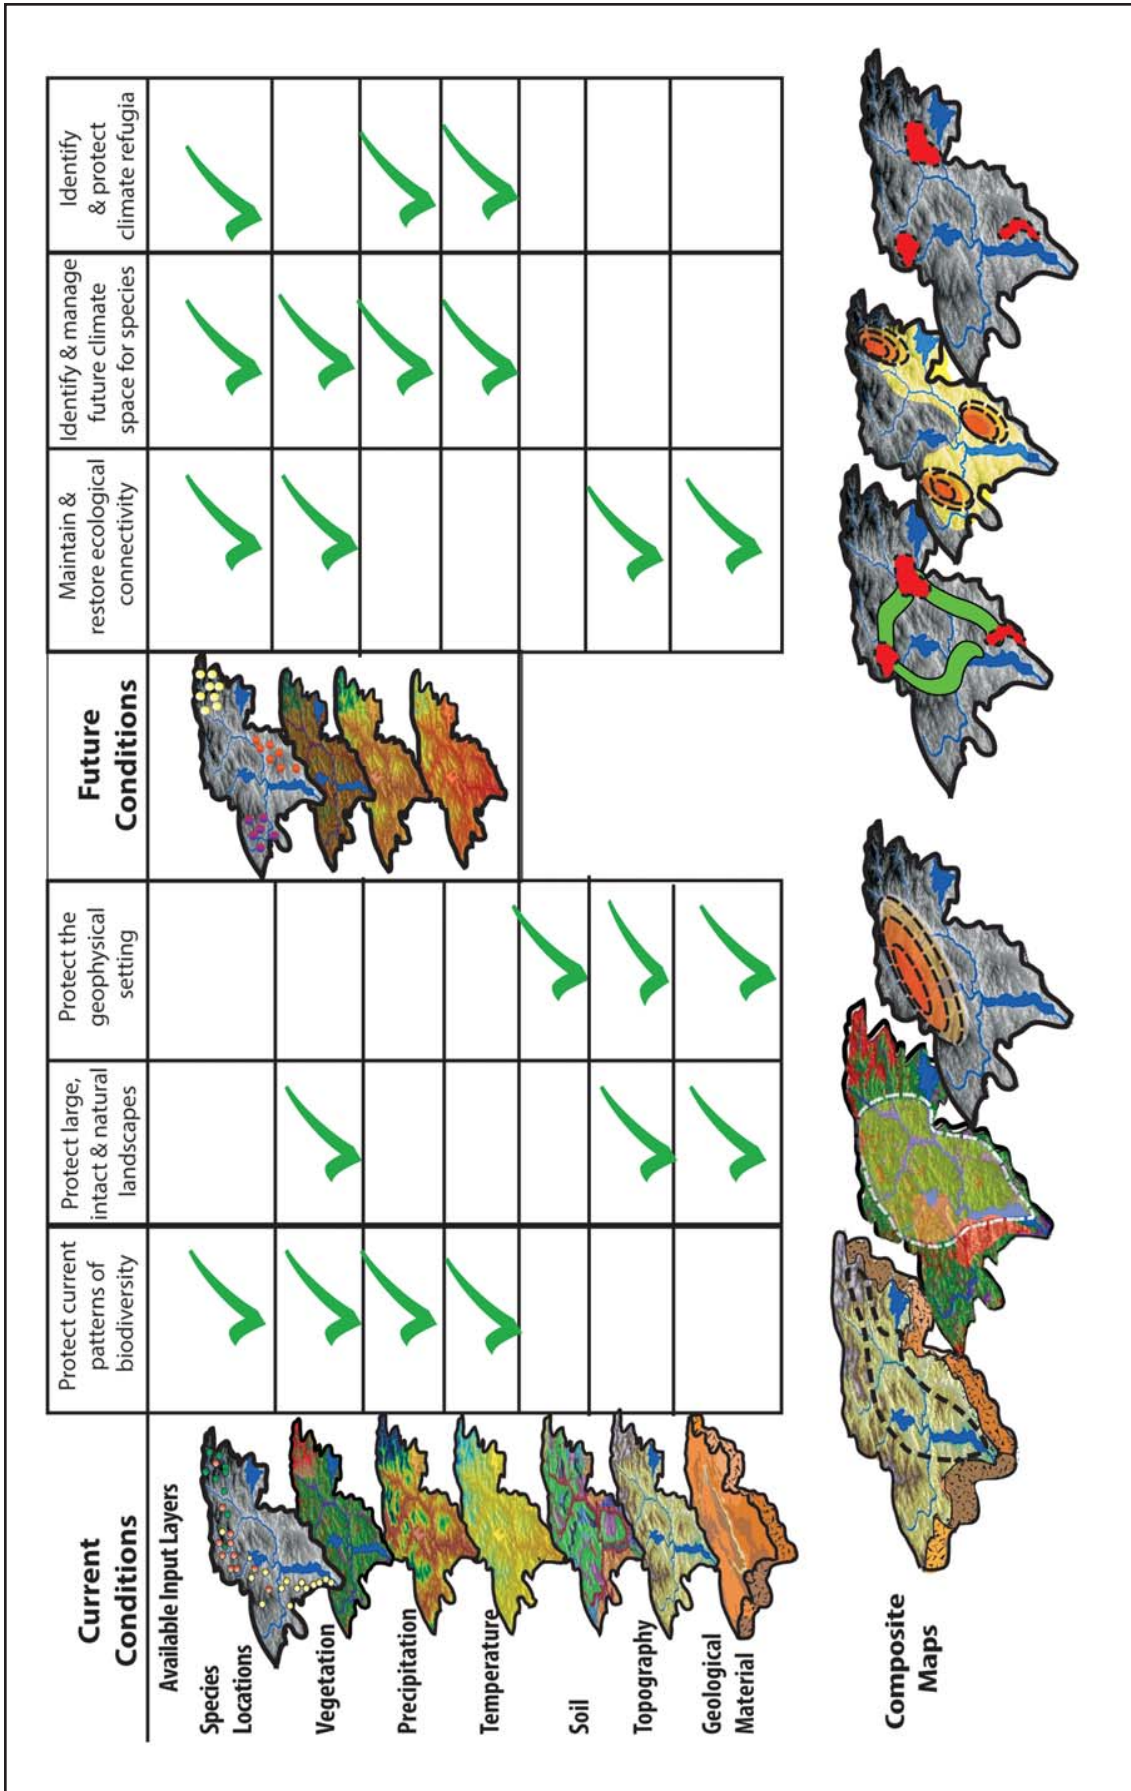 Current
Conditions
Protect current
patterns of
biodiversity
Protect large,
intact & natural
landscapes
Protect the
geophysical
setting
Future
Conditions
Maintain &
restore ecological
connectivity
Identify & manage
future climate
space for species
Identify
& protect
climate refugia
Available Input Layers
Species
Locations
Vegetation
Precipitation
Temperature
Soil
Topography
Geological
Material
Composite
Maps